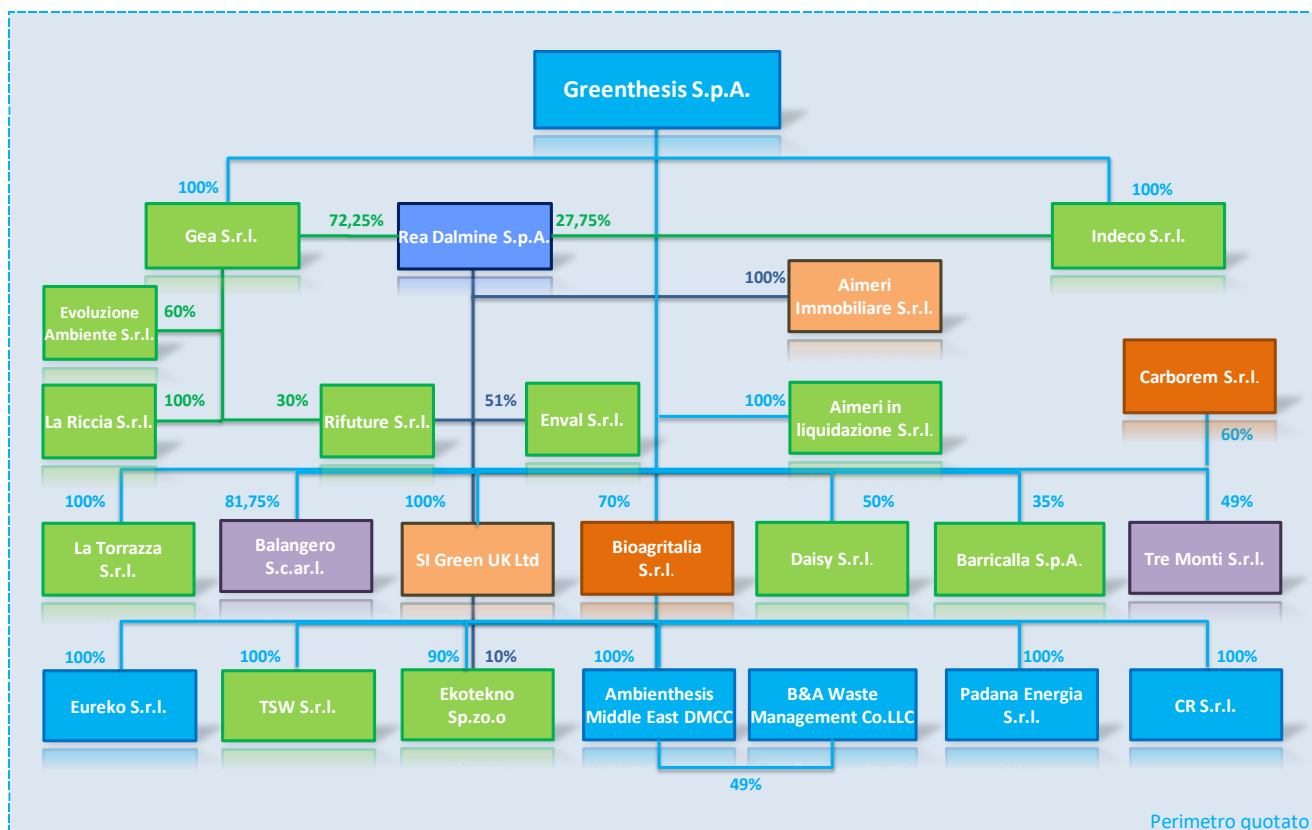 Greenthesis S.p.A.
100%
100%
72,25%
27,75%
Gea S.r.l.
Rea Dalmine S.p.A.
Indeco S.r.l.
100%
Aimeri
Immobiliare S.r.l.
Evoluzione
Ambiente S.r.l.
60%
Carborem S.r.l.
La Riccia S.r.l.
100%
30%
Rifuture S.r.l.
51%
Enval S.r.l.
100%
Aimeri in
liquidazione S.r.l.
60%
100%
81,75%
100%
70%
50%
35%
49%
La Torrazza
S.r.l.
Balangero
S.c.ar.l.
SI Green UK Ltd
Bioagritalia
S.r.l.
Daisy S.r.l.
Barricalla S.p.A.
Tre Monti S.r.l.
100%
100%
90%
10%
100%
100%
100%
Eureko S.r.l.
TSW S.r.l.
Ekotekno
Sp.zo.o
Ambienthesis
Middle East DMCC
B&A Waste
Management Co.LLC
Padana Energia
S.r.l.
CR S.r.l.
49%
Perimetro quotato